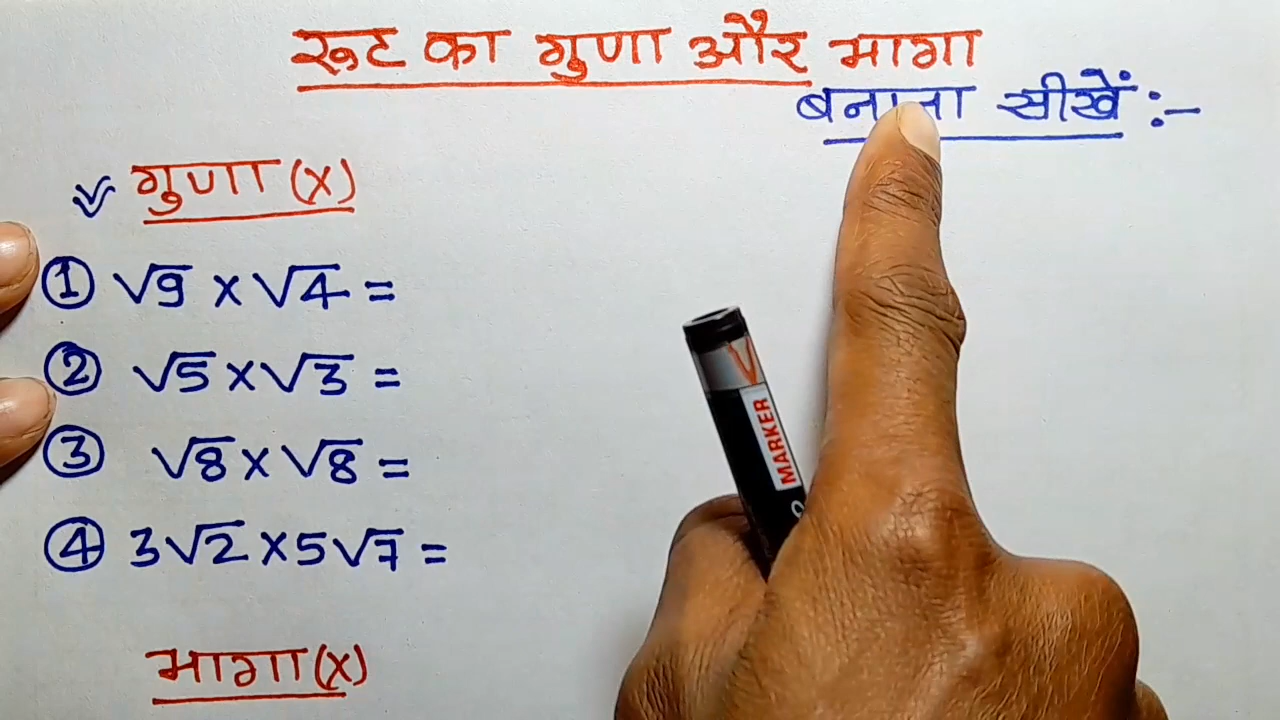 रूट का गुणा और भागा
बनाना सीखें :-
गुणा (x)
① √9 x √4 =
② √5 x √3 =
③ √8 x √8 =
④ 3√2 x 5√7 =
MARKER
भागा (x)